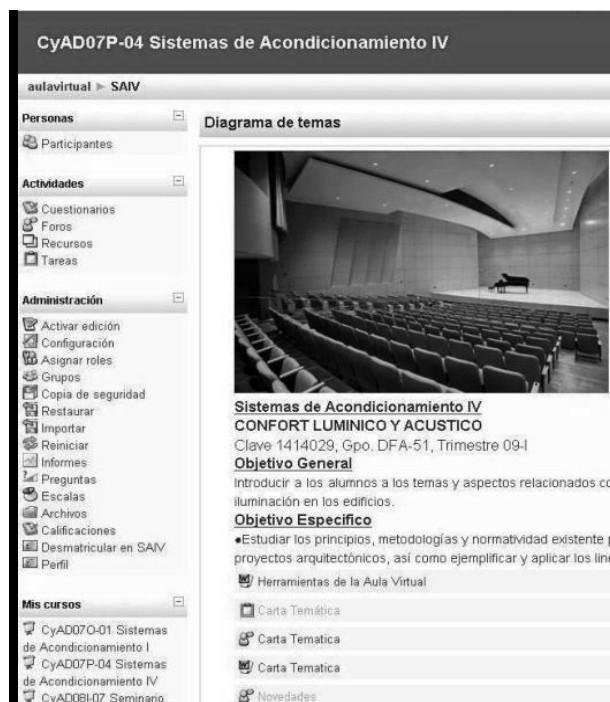 CyAD07P-04 Sistemas de Acondicionamiento IV
aulavirtual ► SAIV
Personas
Participantes
Actividades
Cuestionarios
Foros
Recursos
Tareas
Administración
Activar edición
Configuración
Asignar roles
Grupos
Copia de seguridad
Restaurar
Importar
Reiniciar
Informes
Preguntas
Escalas
Archivos
Calificaciones
Desmatricular en SAIV
Perfil
Mis cursos
CyAD07O-01 Sistemas
de Acondicionamiento I
CyAD07P-04 Sistemas
de Acondicionamiento IV
CyAD08I-07 Seminario
Diagrama de temas
Sistemas de Acondicionamiento IV
CONFORT LUMINICO Y ACUSTICO
Clave 1414029, Gpo. DFA-51, Trimestre 09-I
Objetivo General
Introducir a los alumnos a los temas y aspectos relacionados co
iluminación en los edificios.
Objetivo Especifico
●Estudiar los principios, metodologías y normatividad existente p
proyectos arquitectónicos, así como ejemplificar y aplicar los line
Herramientas de la Aula Virtual
Carta Temática
Carta Tematica
Carta Tematica
Novedades